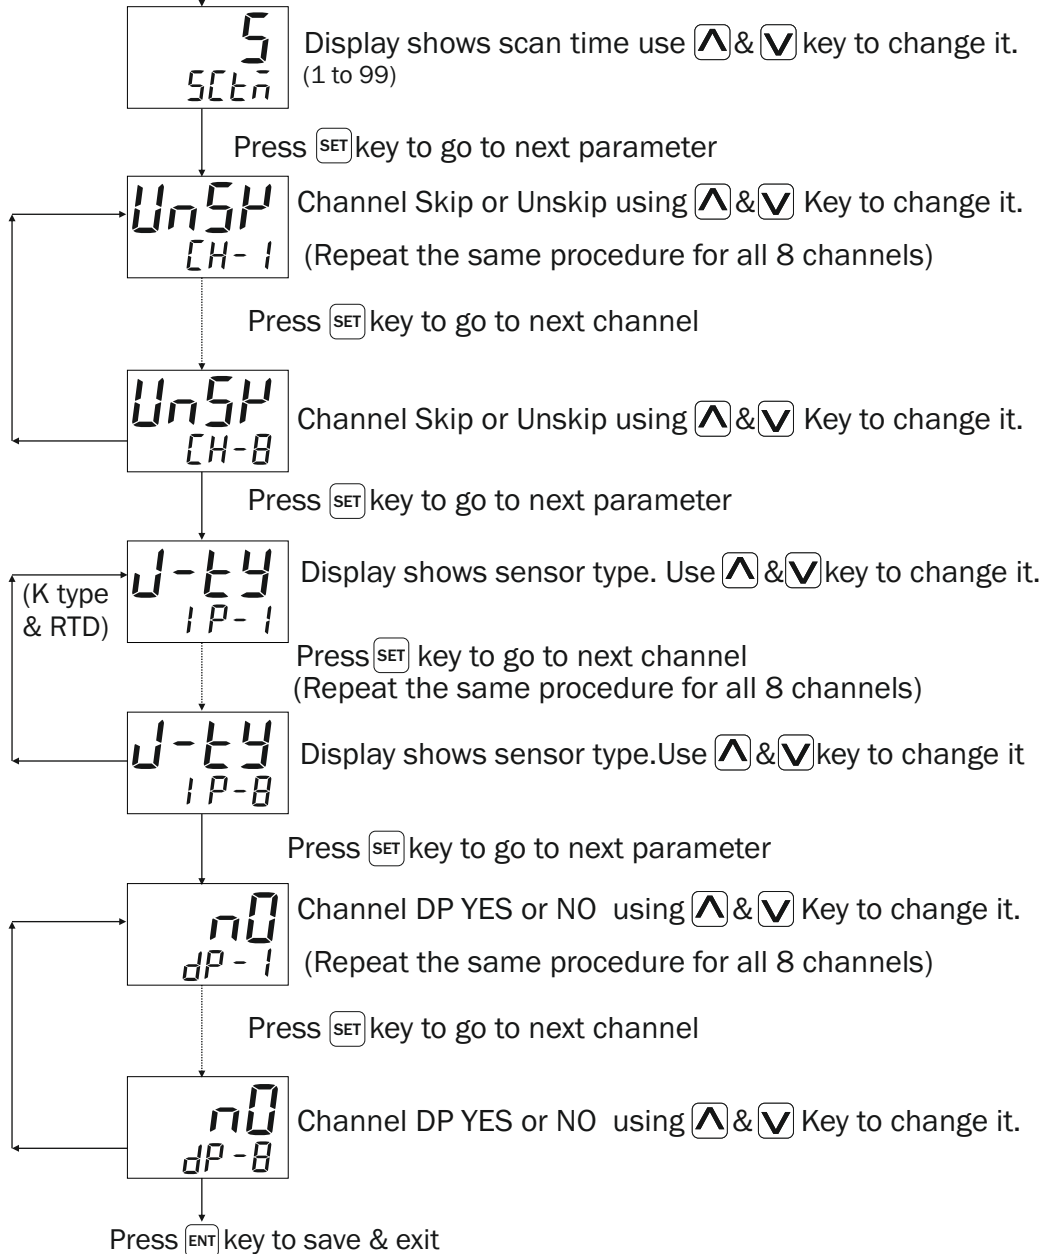 5
SCtm
Display shows scan time use Λ & V key to change it.
(1 to 99)
Press SET key to go to next parameter
UnSK
CH-1
Channel Skip or Unskip using Λ & V Key to change it.
(Repeat the same procedure for all 8 channels)
Press SET key to go to next channel
UnSK
CH-8
Channel Skip or Unskip using Λ & V Key to change it.
Press SET key to go to next parameter
(K type
& RTD)
J-tY
IP-1
Display shows sensor type. Use Λ & V key to change it.
Press SET key to go to next channel
(Repeat the same procedure for all 8 channels)
J-tY
IP-8
Display shows sensor type.Use Λ & V key to change it
Press SET key to go to next parameter
nO
dP-1
Channel DP YES or NO using Λ & V Key to change it.
(Repeat the same procedure for all 8 channels)
Press SET key to go to next channel
nO
dP-8
Channel DP YES or NO using Λ & V Key to change it.
Press ENT key to save & exit